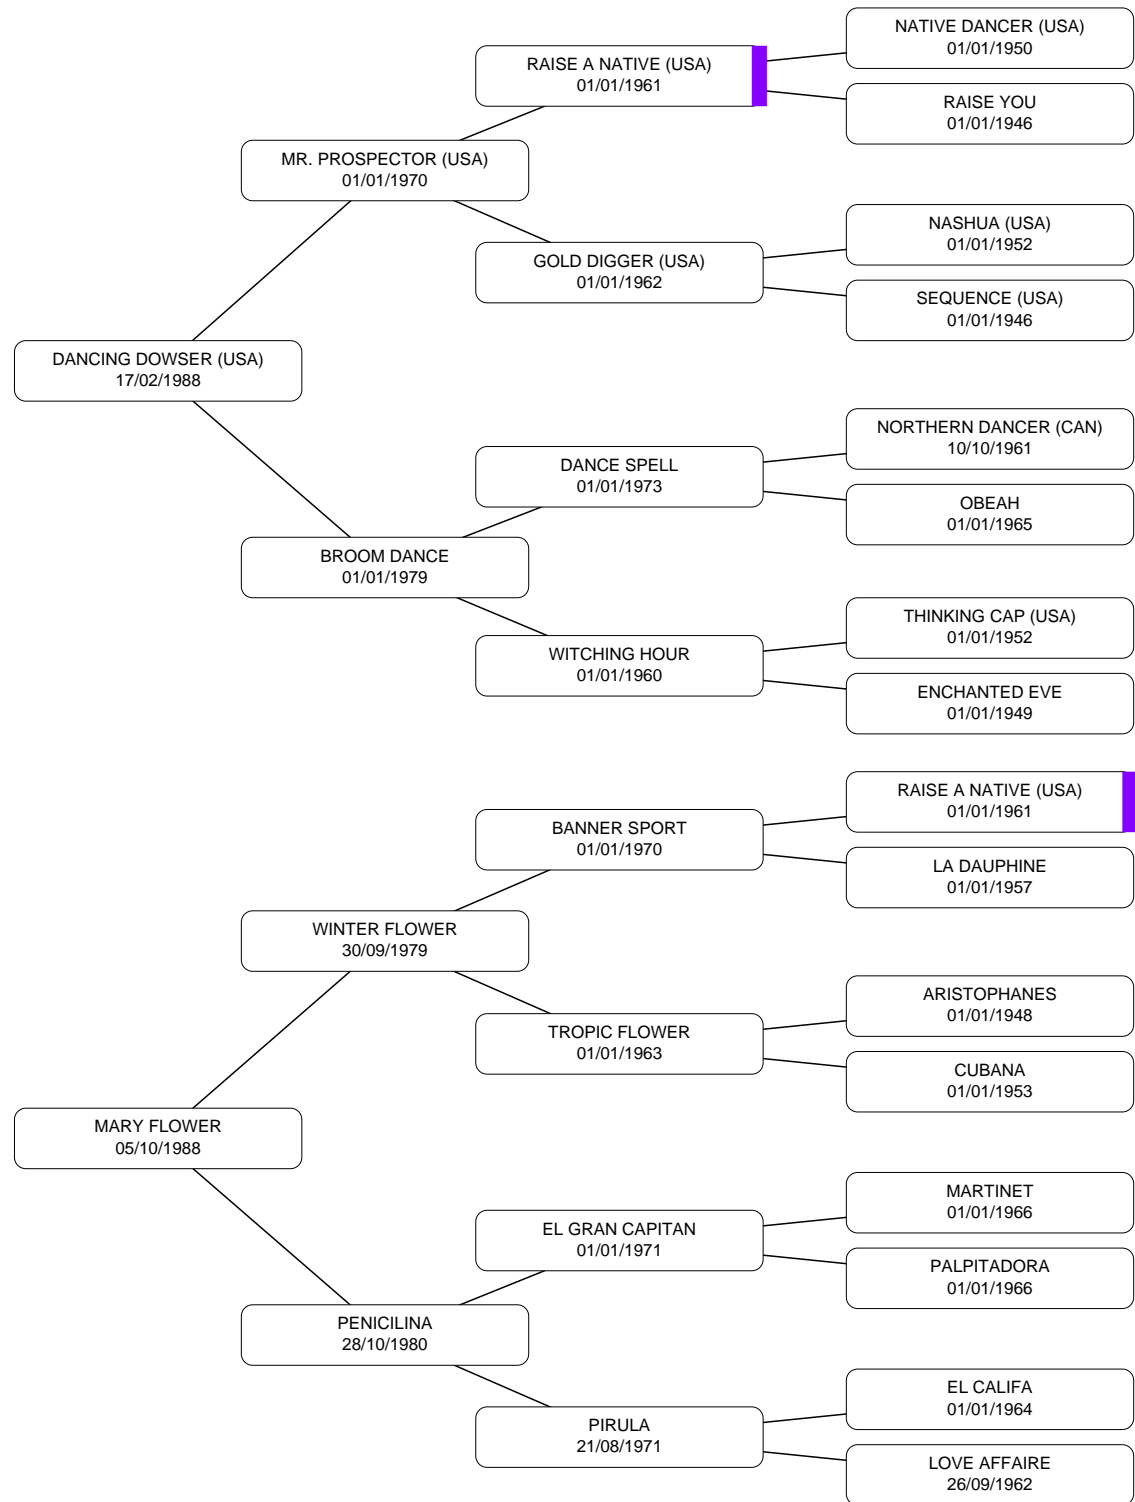 NATIVE DANCER (USA)
01/01/1950
RAISE A NATIVE (USA)
01/01/1961
RAISE YOU
01/01/1946
MR. PROSPECTOR (USA)
01/01/1970
NASHUA (USA)
01/01/1952
GOLD DIGGER (USA)
01/01/1962
SEQUENCE (USA)
01/01/1946
DANCING DOWSER (USA)
17/02/1988
NORTHERN DANCER (CAN)
10/10/1961
DANCE SPELL
01/01/1973
OBEAH
01/01/1965
BROOM DANCE
01/01/1979
THINKING CAP (USA)
01/01/1952
WITCHING HOUR
01/01/1960
ENCHANTED EVE
01/01/1949
RAISE A NATIVE (USA)
01/01/1961
BANNER SPORT
01/01/1970
LA DAUPHINE
01/01/1957
WINTER FLOWER
30/09/1979
ARISTOPHANES
01/01/1948
TROPIC FLOWER
01/01/1963
CUBANA
01/01/1953
MARY FLOWER
05/10/1988
MARTINET
01/01/1966
EL GRAN CAPITAN
01/01/1971
PALPITADORA
01/01/1966
PENICILINA
28/10/1980
EL CALIFA
01/01/1964
PIRULA
21/08/1971
LOVE AFFAIRE
26/09/1962